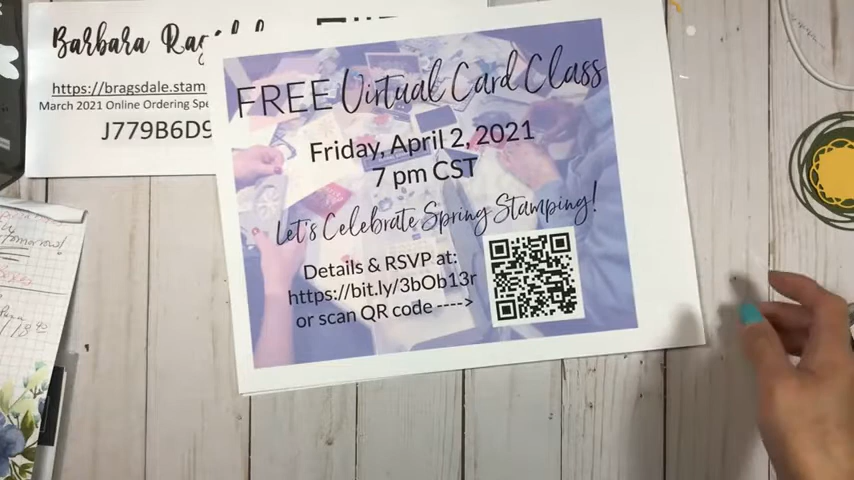 Barbara
https://bragsdale.stam
March 2021 Online Ordering Spe
J779B6D9
FREE Virtual Card Class
Friday, April 2, 2021
7 pm CST
Let's Celebrate Spring Stamping!
Details & RSVP at:
https://bit.ly/3bOb13r
or scan QR code ---->
tomorrow!